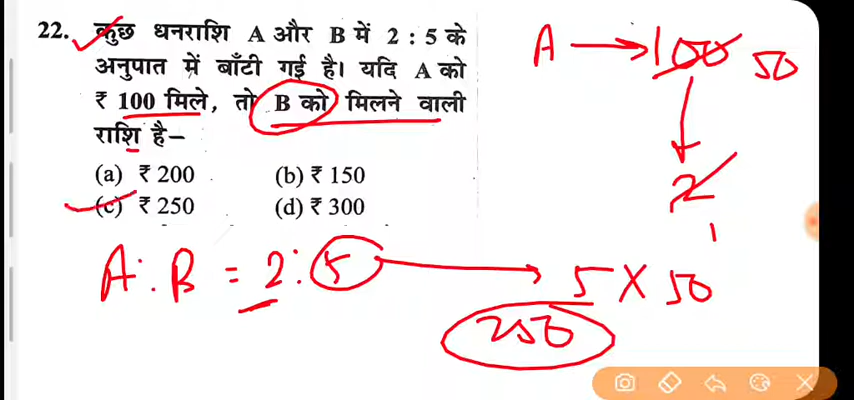 22. कुछ धनराशि A और B में 2 : 5 के
अनुपात में बाँटी गई है। यदि A को
₹ 100 मिले, तो B को मिलने वाली
राशि है–
(a) ₹ 200 (b) ₹ 150
(c) ₹ 250 (d) ₹ 300
A → 100 50
2
1
A : B = 2 : 5 → 5 × 50
250